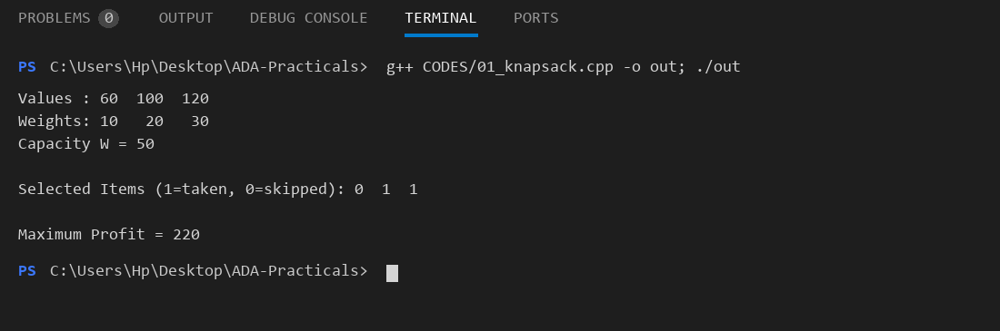 PROBLEMS 0 OUTPUT DEBUG CONSOLE TERMINAL PORTS
PS C:\Users\Hp\Desktop\ADA-Practicals> g++ CODES/01_knapsack.cpp -o out; ./out
Values : 60  100  120
Weights: 10   20   30
Capacity W = 50
Selected Items (1=taken, 0=skipped): 0  1  1
Maximum Profit = 220
PS C:\Users\Hp\Desktop\ADA-Practicals>